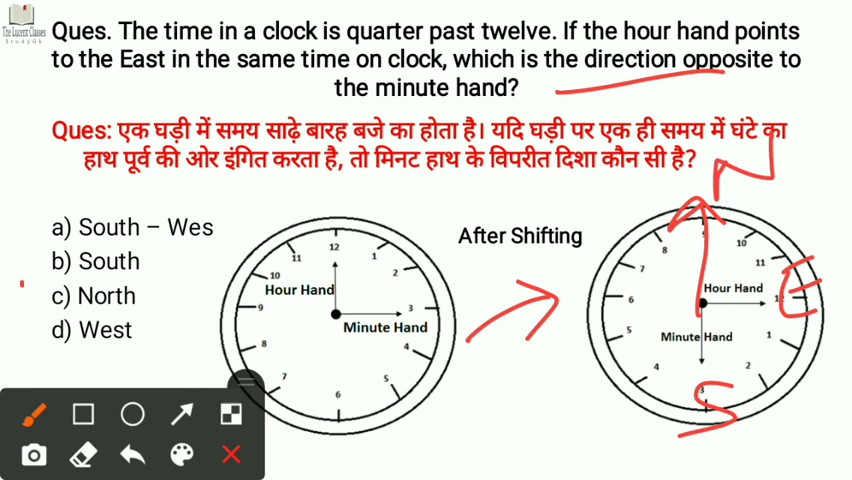 The Lucent Classes
StudyGk
Ques. The time in a clock is quarter past twelve. If the hour hand points
to the East in the same time on clock, which is the direction opposite to
the minute hand?
Ques: एक घड़ी में समय साढ़े बारह बजे का होता है। यदि घड़ी पर एक ही समय में घंटे का
हाथ पूर्व की ओर इंगित करता है, तो मिनट हाथ के विपरीत दिशा कौन सी है?
a) South – Wes
b) South
c) North
d) West
12
1
2
3
4
5
6
7
8
9
10
11
Hour Hand
Minute Hand
After Shifting
N
9
10
11
12
E
1
2
3
S
4
5
6
7
8
Hour Hand
Minute Hand